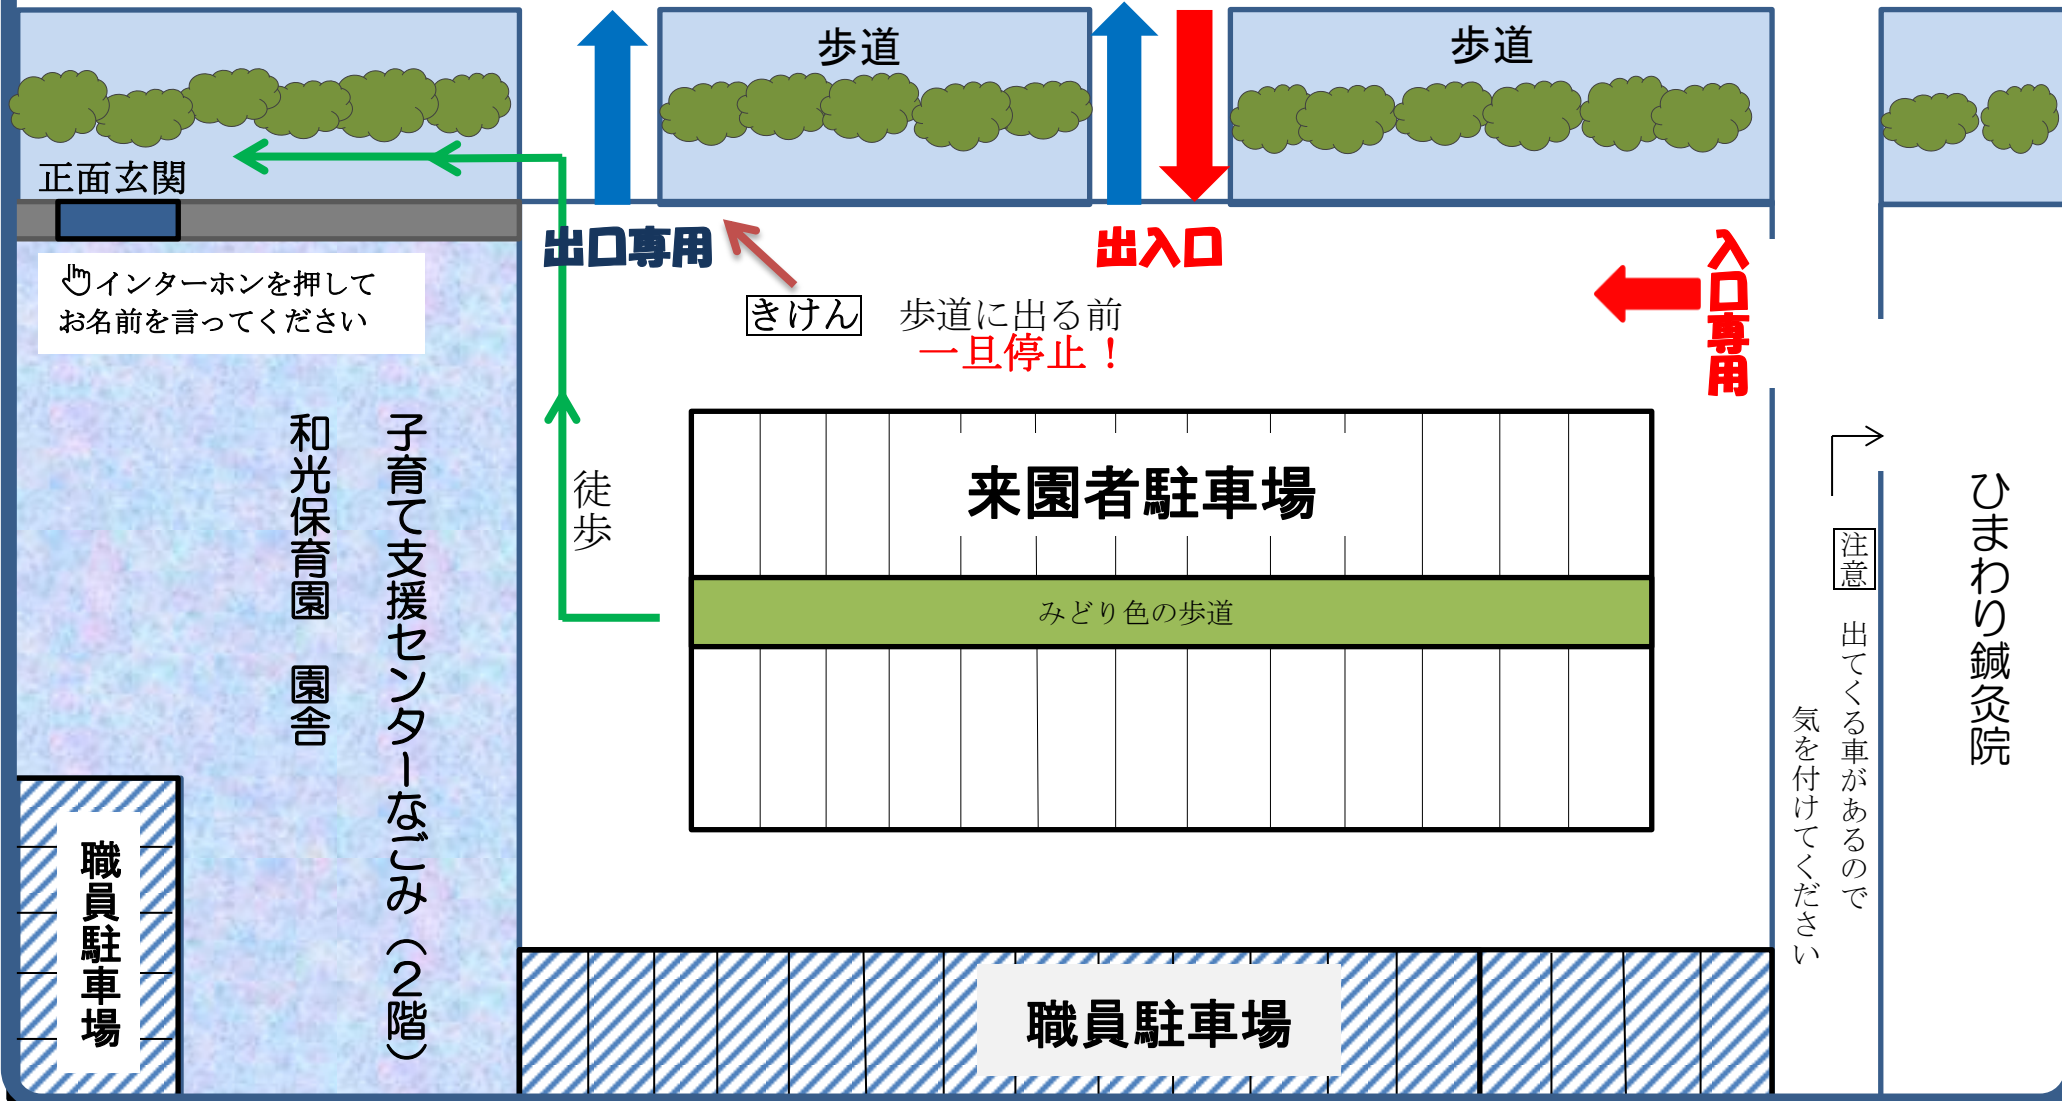 歩道
歩道
正面玄関
出口専用
出入口
入口専用
インターホンを押して
お名前を言ってください
きけん　歩道に出る前
一旦停止！
子育て支援センターなごみ（２階）
和光保育園　園舎
徒歩
来園者駐車場
みどり色の歩道
注意　出てくる車があるので
気を付けてください
ひまわり鍼灸院
職員駐車場
職員駐車場